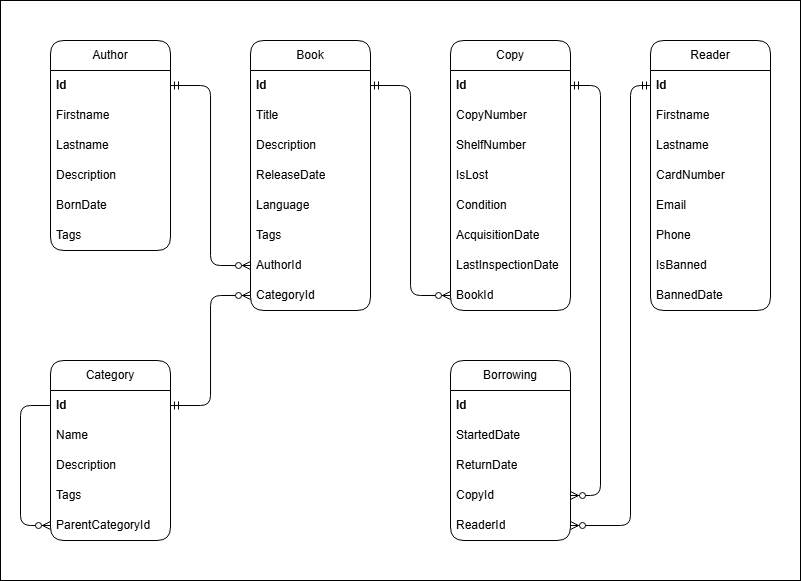 Author
Id
Firstname
Lastname
Description
BornDate
Tags
Book
Id
Title
Description
ReleaseDate
Language
Tags
AuthorId
CategoryId
Copy
Id
CopyNumber
ShelfNumber
IsLost
Condition
AcquisitionDate
LastInspectionDate
BookId
Reader
Id
Firstname
Lastname
CardNumber
Email
Phone
IsBanned
BannedDate
Category
Id
Name
Description
Tags
ParentCategoryId
Borrowing
Id
StartedDate
ReturnDate
CopyId
ReaderId